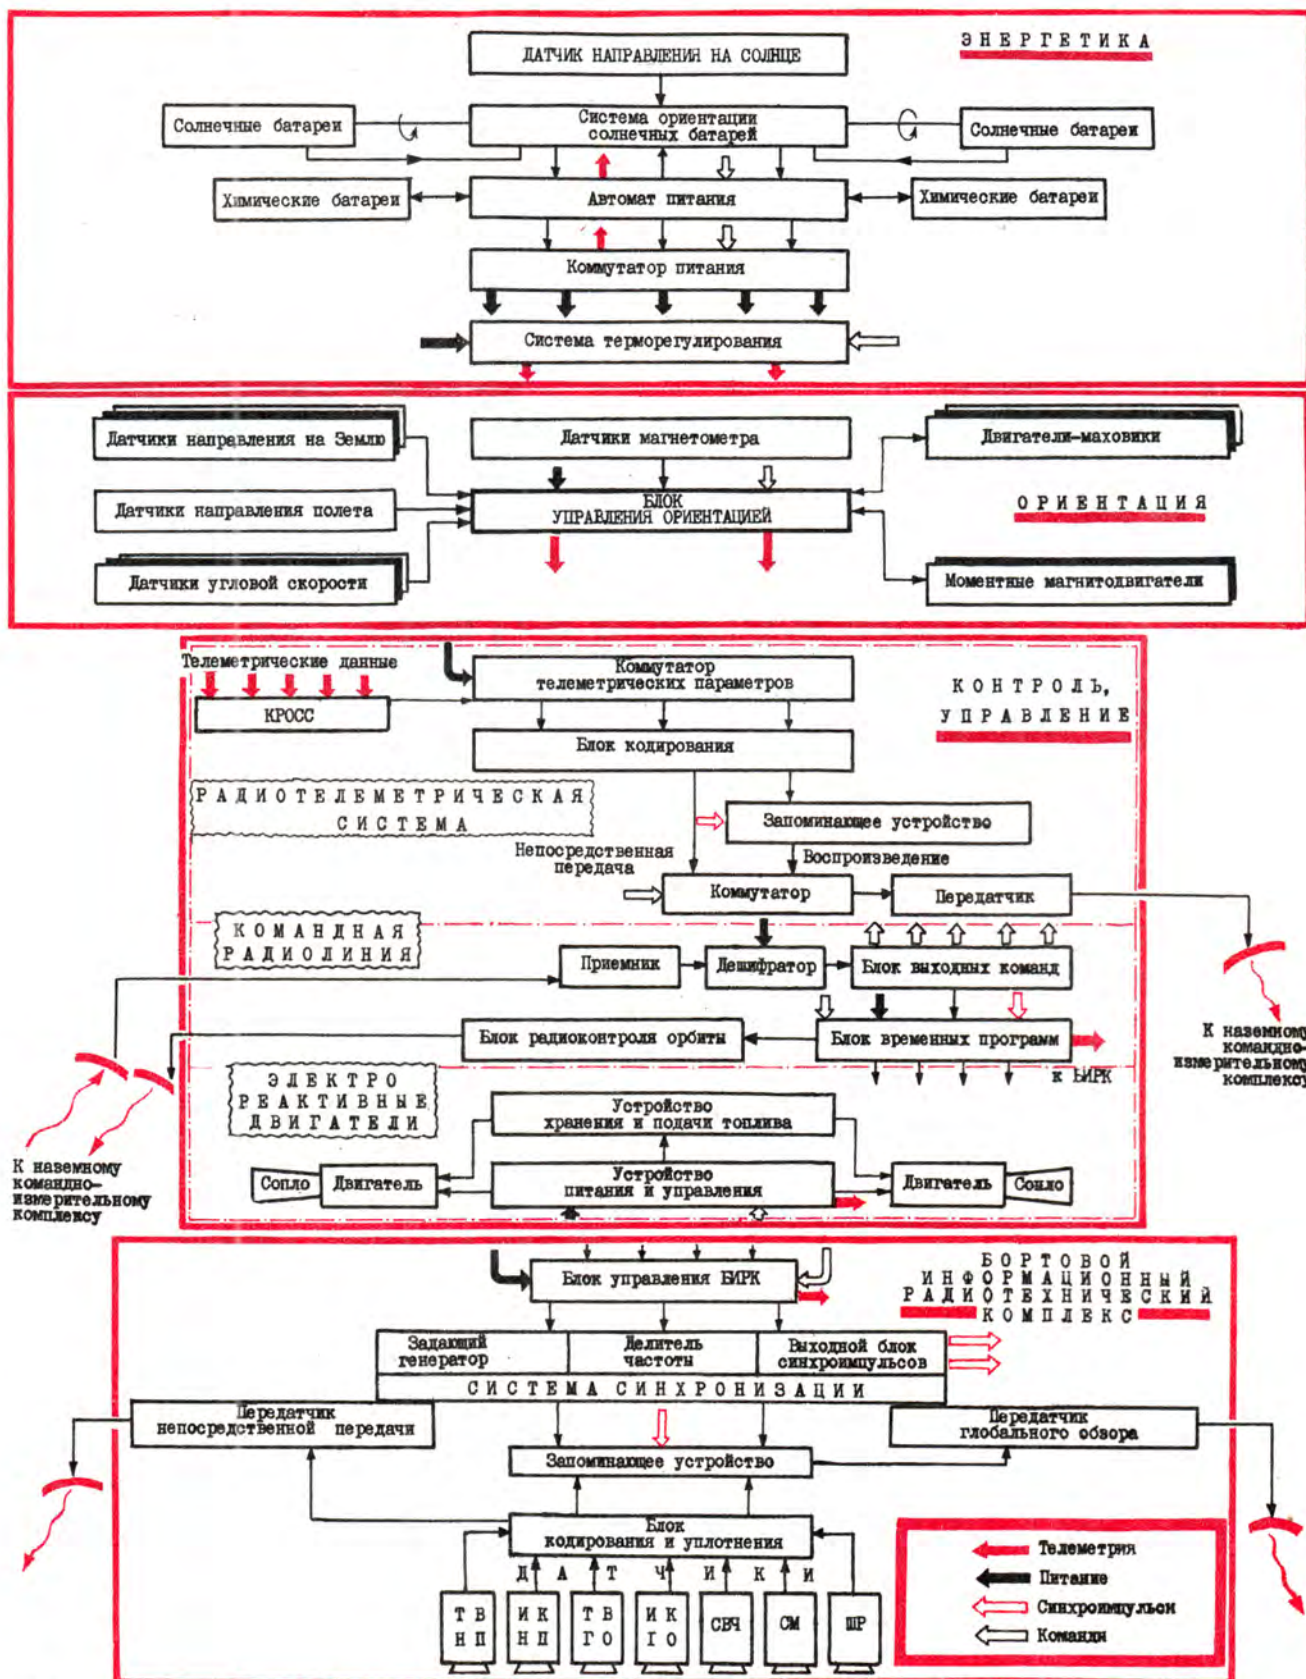 ЭНЕРГЕТИКА
ДАТЧИК НАПРАВЛЕНИЯ НА СОЛНЦЕ
Солнечные батареи
Система ориентации
солнечных батарей
Солнечные батареи
Химические батареи
Автомат питания
Химические батареи
Коммутатор питания
Система терморегулирования
Датчики направления на Землю
Датчики магнетометра
Двигатели-маховики
Датчики направления полета
БЛОК
УПРАВЛЕНИЯ ОРИЕНТАЦИЕЙ
ОРИЕНТАЦИЯ
Датчики угловой скорости
Моментные магнитодвигатели
Телеметрические данные
КРОСС
Коммутатор
телеметрических параметров
КОНТРОЛЬ,
УПРАВЛЕНИЕ
Блок кодирования
РАДИОТЕЛЕМЕТРИЧЕСКАЯ
СИСТЕМА
Запоминающее устройство
Непосредственная
передача
Воспроизведение
Коммутатор
Передатчик
КОМАНДНАЯ
РАДИОЛИНИЯ
Приемник
Дешифратор
Блок выходных команд
Блок радиоконтроля орбиты
Блок временных программ
К наземному
командно-
измерительному
комплексу
к БИРК
ЭЛЕКТРО
РЕАКТИВНЫЕ
ДВИГАТЕЛИ
Устройство
хранения и подачи топлива
Сопло
Двигатель
Устройство
питания и управления
Двигатель
Сопло
К наземному
командно-
измерительному
комплексу
Блок управления БИРК
БОРТОВОЙ
ИНФОРМАЦИОННЫЙ
РАДИОТЕХНИЧЕСКИЙ
КОМПЛЕКС
Задающий
генератор
Делитель
частоты
Выходной блок
синхроимпульсов
СИСТЕМА СИНХРОНИЗАЦИИ
Передатчик
непосредственной передачи
Передатчик
глобального обзора
Запоминающее устройство
Блок
кодирования и уплотнения
ДАТЧИКИ
ТВ
НП
ИК
НП
ТВ
ГО
ИК
ГО
СВЧ
СМ
ШР
Телеметрия
Питание
Синхроимпульсы
Команды